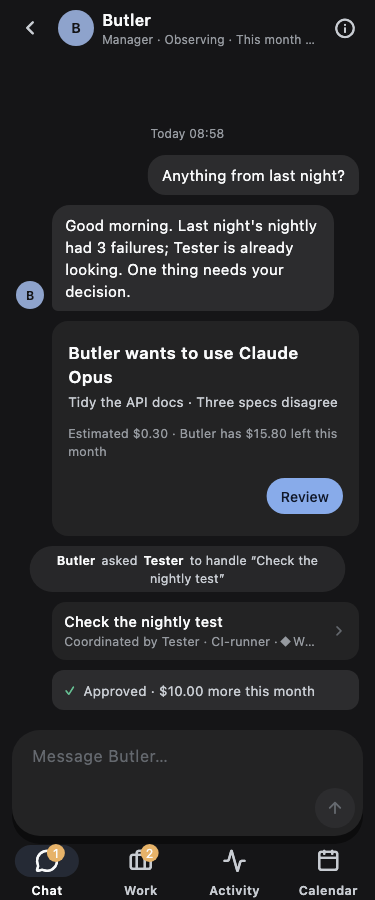 B
Butler
Manager · Observing · This month ...
Today 08:58
Anything from last night?
Good morning. Last night's nightly
had 3 failures; Tester is already
looking. One thing needs your
decision.
B
Butler wants to use Claude
Opus
Tidy the API docs · Three specs disagree
Estimated $0.30 · Butler has $15.80 left this
month
Review
Butler asked Tester to handle "Check the
nightly test"
Check the nightly test
Coordinated by Tester · CI-runner · ◆ W...
✓ Approved · $10.00 more this month
Message Butler...
1
2
Chat
Work
Activity
Calendar